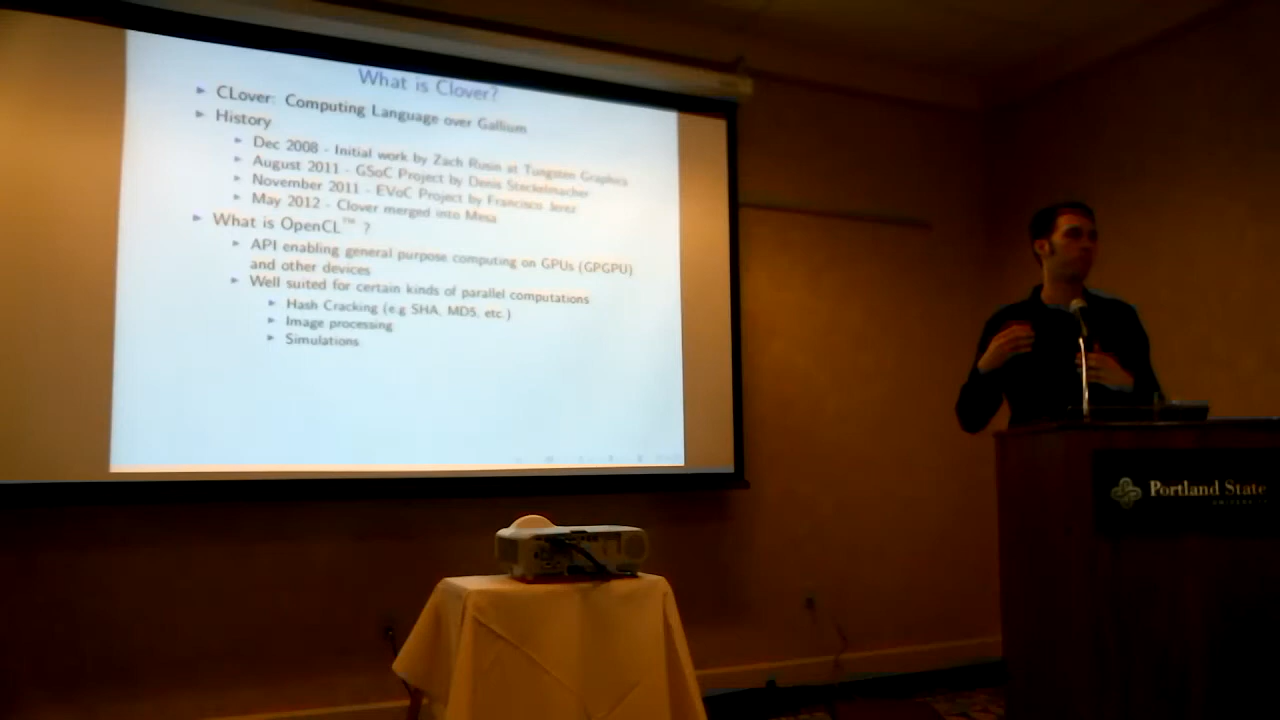 What is Clover?
CLover: Computing Language over Gallium
History
Dec 2008 - Initial work by Zach Rusin at Tungsten Graphics
August 2011 - GSoC Project by Denis Steckelmacher
November 2011 - EVoC Project by Francisco Jerez
May 2012 - Clover merged into Mesa
What is OpenCL™ ?
API enabling general purpose computing on GPUs (GPGPU)
and other devices
Well suited for certain kinds of parallel computations
Hash Cracking (e.g SHA, MD5, etc.)
Image processing
Simulations
Portland State
UNIVERSITY